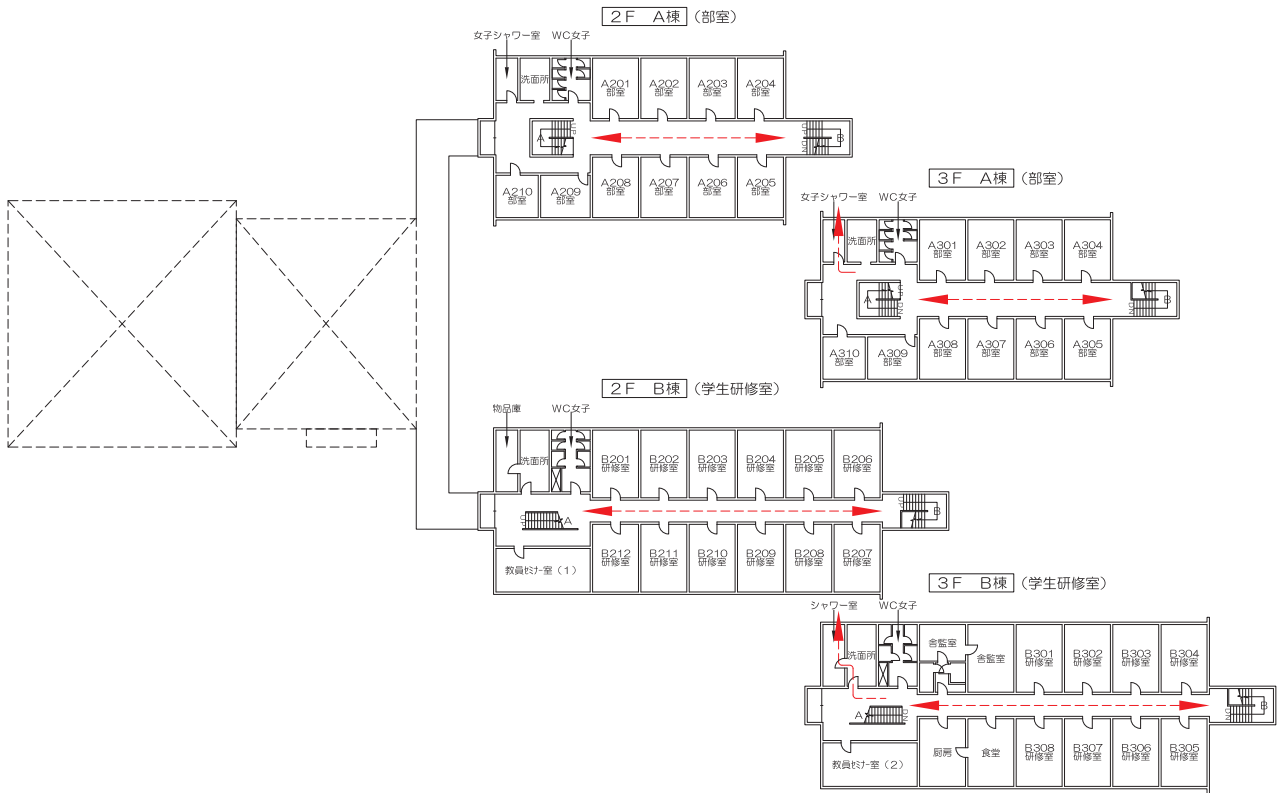 2F A棟 (部室)
女子シャワー室 WC女子
洗面所
A201
部室
A202
部室
A203
部室
A204
部室
A
UP
UP
DN
B
A210
部室
A209
部室
A208
部室
A207
部室
A206
部室
A205
部室
3F A棟 (部室)
女子シャワー室 WC女子
洗面所
A301
部室
A302
部室
A303
部室
A304
部室
A
UP
DN
DN
B
A310
部室
A309
部室
A308
部室
A307
部室
A306
部室
A305
部室
2F B棟 (学生研修室)
物品庫 WC女子
洗面所
B201
研修室
B202
研修室
B203
研修室
B204
研修室
B205
研修室
B206
研修室
UP
A
UP
B
教員セミナー室(1)
B212
研修室
B211
研修室
B210
研修室
B209
研修室
B208
研修室
B207
研修室
3F B棟 (学生研修室)
シャワー室 WC女子
洗面所
舎監室
舎監室
B301
研修室
B302
研修室
B303
研修室
B304
研修室
A
DN
DN
B
教員セミナー室(2)
厨房
食堂
B308
研修室
B307
研修室
B306
研修室
B305
研修室